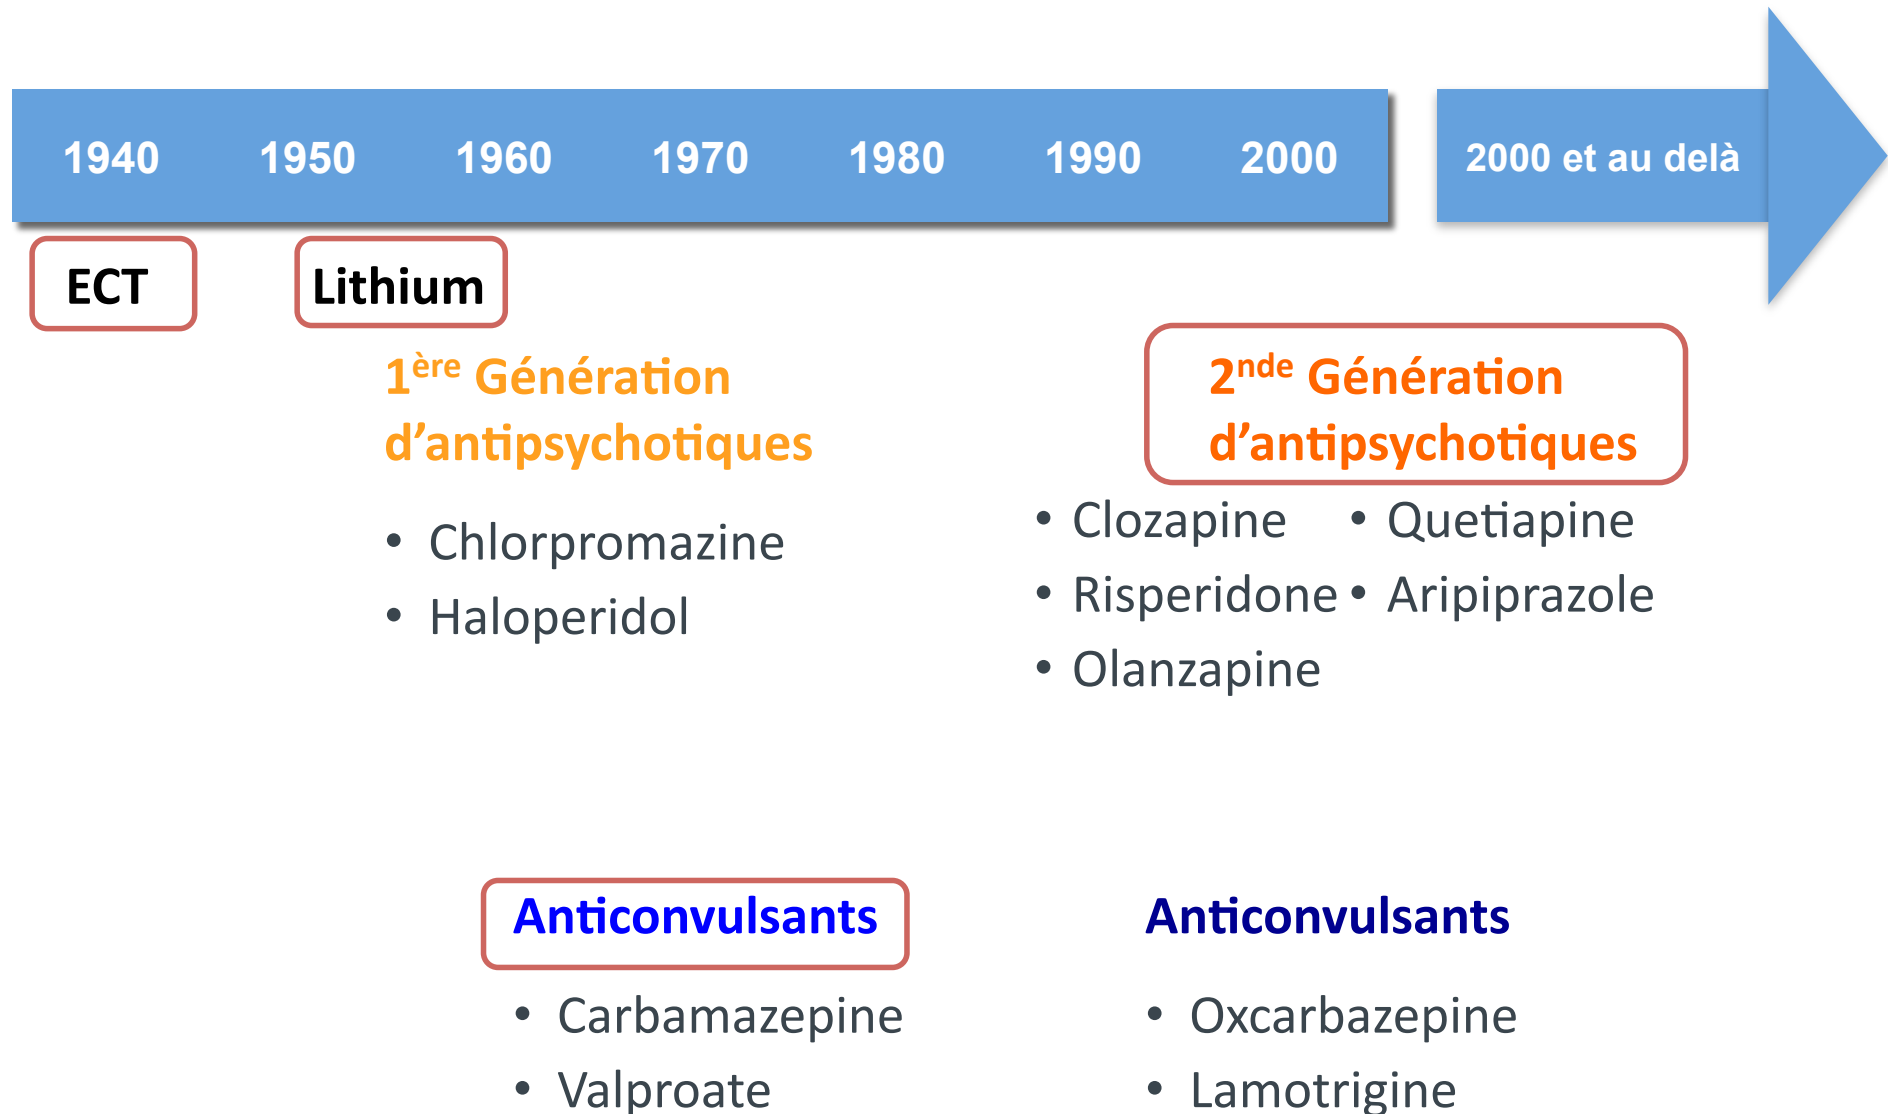 1940 1950 1960 1970 1980 1990 2000 2000 et au delà
ECT Lithium
1ère Génération
d’antipsychotiques
• Chlorpromazine
• Haloperidol
2nde Génération
d’antipsychotiques
• Clozapine • Quetiapine
• Risperidone • Aripiprazole
• Olanzapine
Anticonvulsants
• Carbamazepine
• Valproate
Anticonvulsants
• Oxcarbazepine
• Lamotrigine